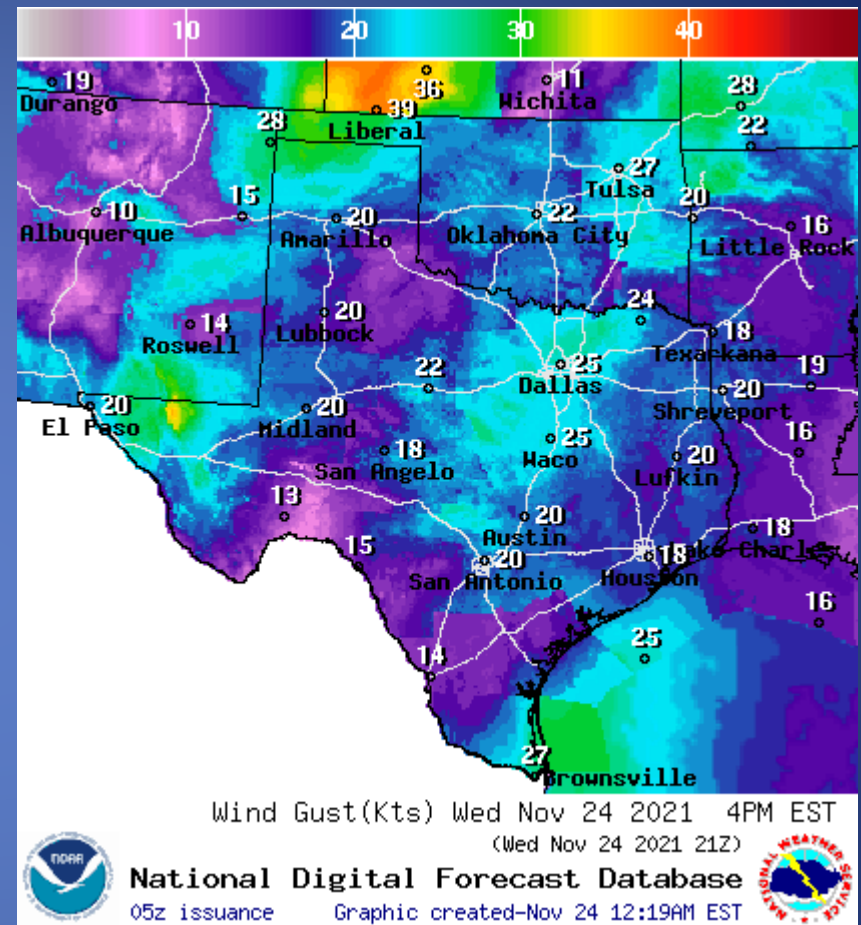 10 20 30 40
19
Durango
36
11
Wichita
28
39
Liberal
28
22
27
Tulsa
10
Albuquerque
15
20
Amarillo
22
Oklahoma City
20
16
Little Rock
14
Roswell
20
Lubbock
24
18
Texarkana
25
Dallas
22
19
20
Shreveport
20
El Paso
20
Midland
18
San Angelo
25
Waco
20
Lufkin
16
13
20
Austin
18
Lake Charles
15
20
San Antonio
18
Houston
16
14
25
27
Brownsville
Wind Gust(Kts) Wed Nov 24 2021 4PM EST
(Wed Nov 24 2021 21Z)
National Digital Forecast Database
05z issuance Graphic created-Nov 24 12:19AM EST
NOAA
NATIONAL WEATHER SERVICE